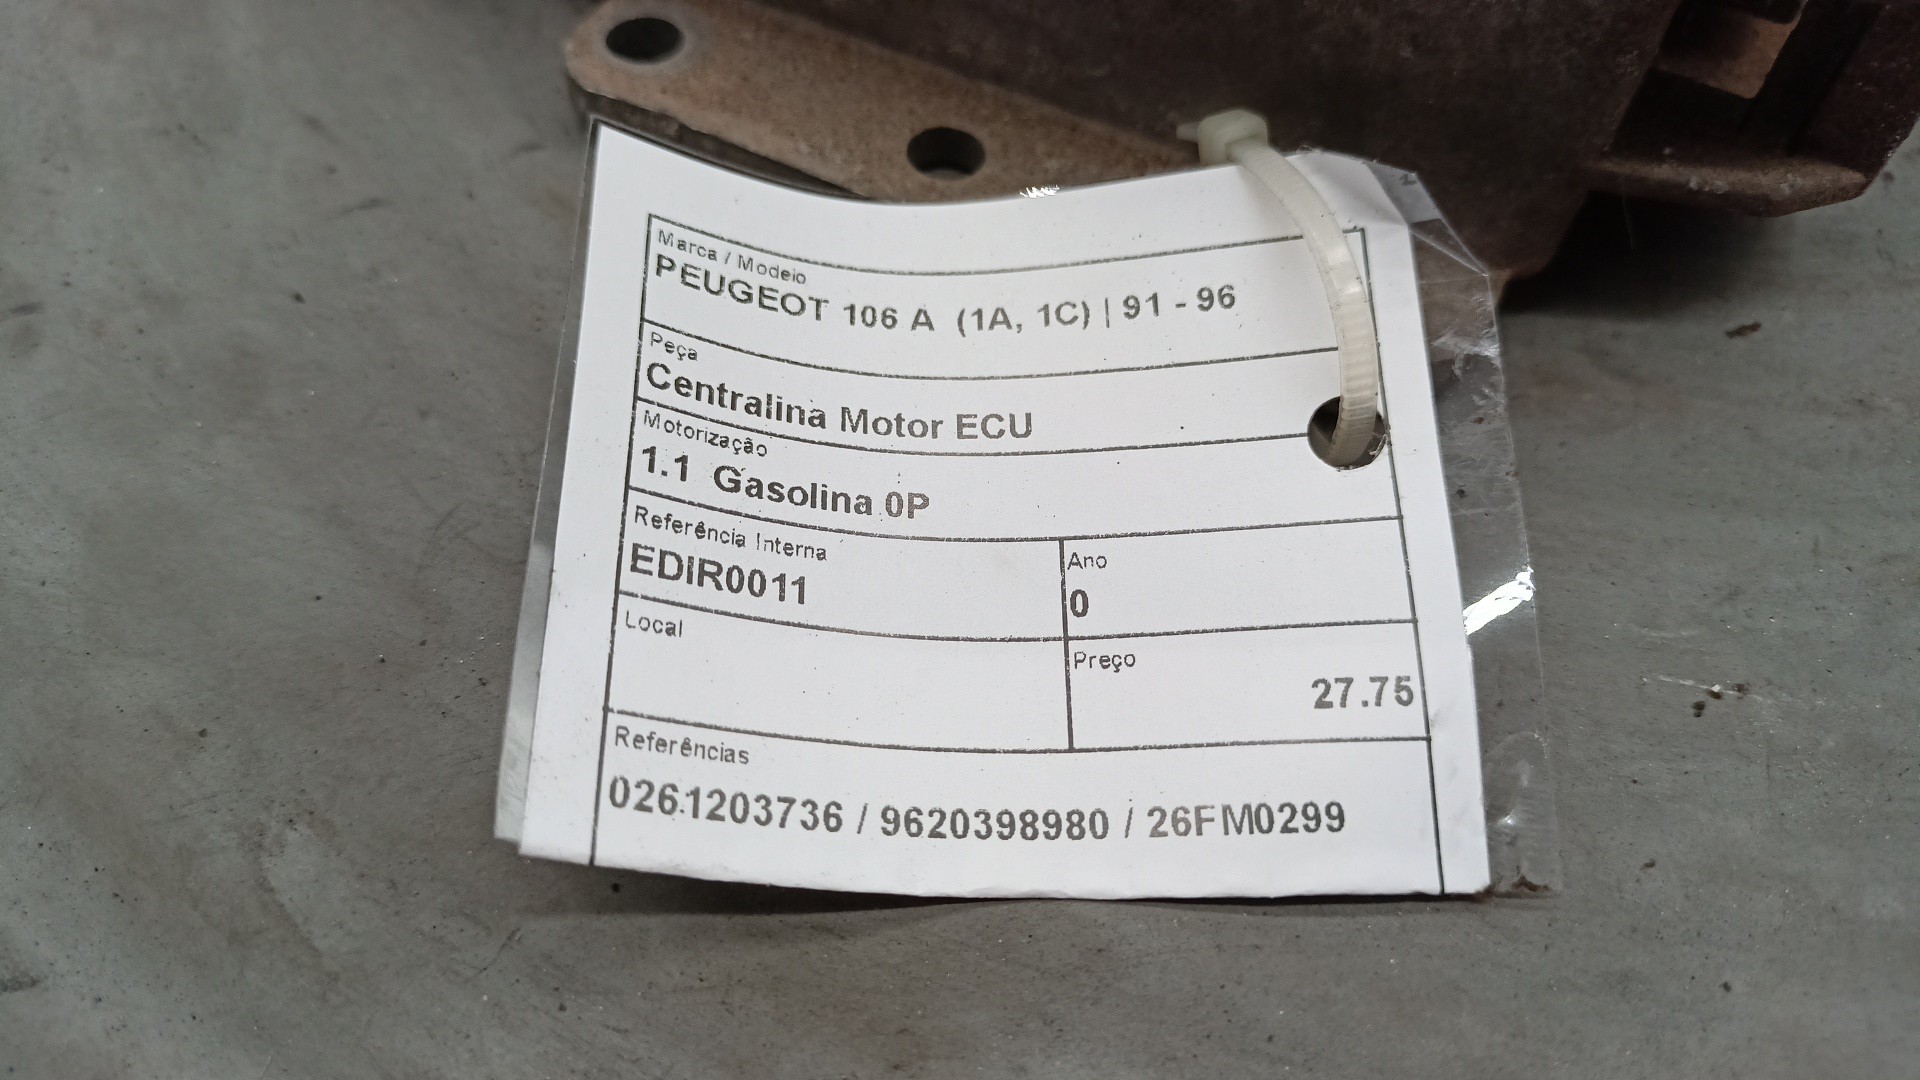 Marca / Modelo
PEUGEOT 106 A (1A, 1C) | 91 - 96
Peça
Centralina Motor ECU
Motorização
1.1 Gasolina 0P
Referência Interna
EDIR0011
Ano
0
Local
Preço
27.75
Referências
0261203736 / 9620398980 / 26FM0299